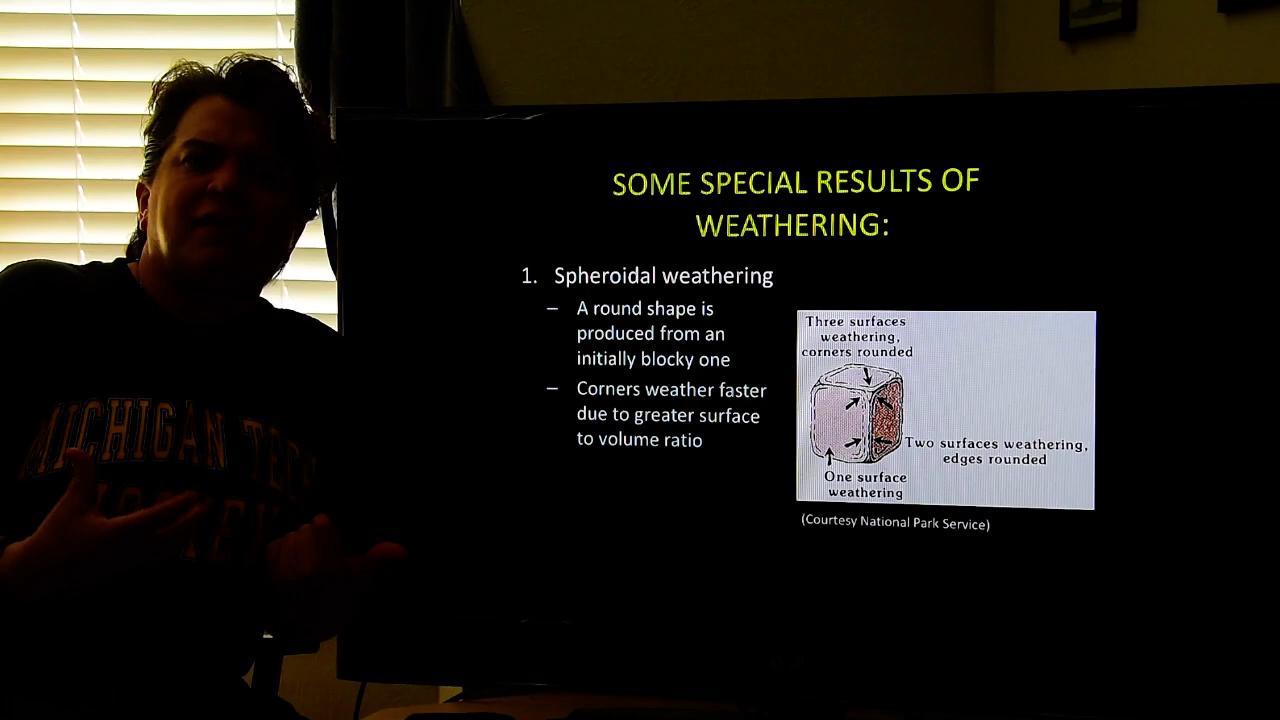 SOME SPECIAL RESULTS OF
WEATHERING:
1. Spheroidal weathering
– A round shape is
produced from an
initially blocky one
– Corners weather faster
due to greater surface
to volume ratio
Three surfaces
weathering,
corners rounded
Two surfaces weathering,
edges rounded
One surface
weathering
(Courtesy National Park Service)
MICHIGAN TECH